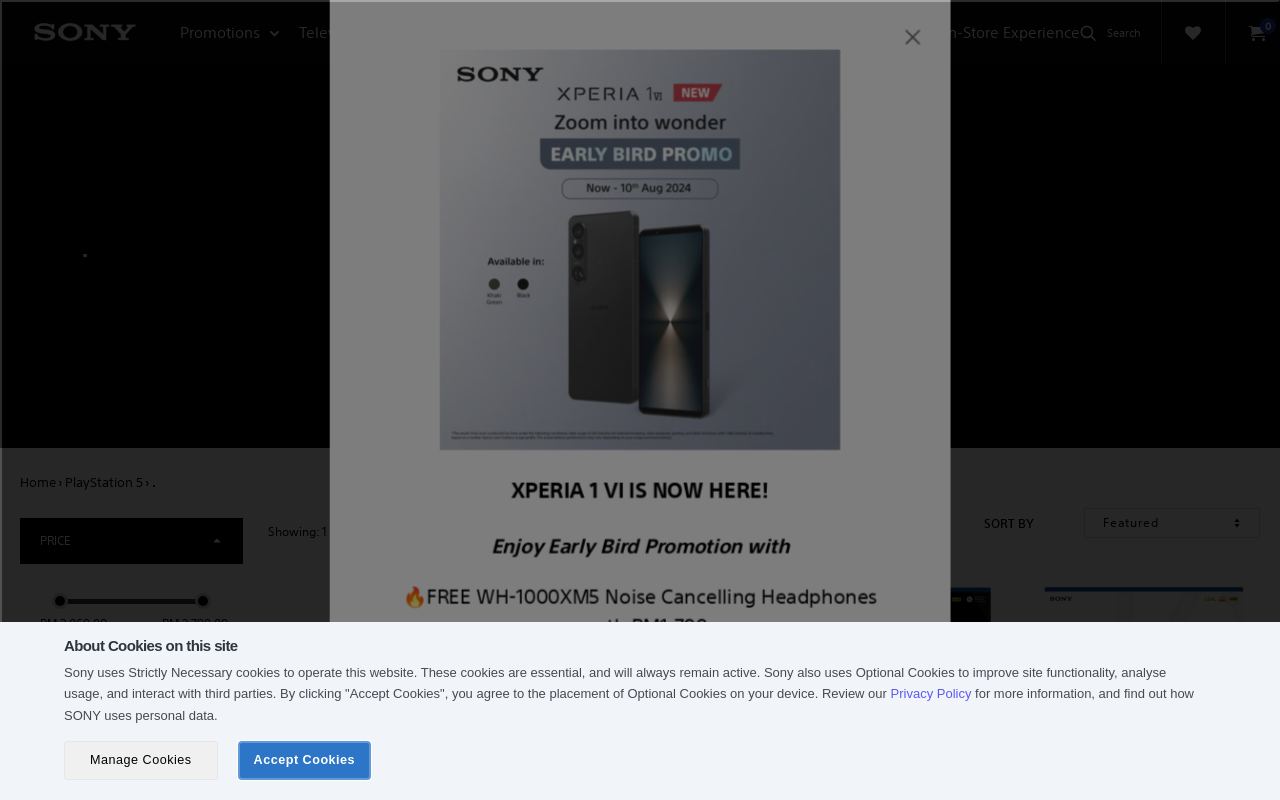 SONY
Promotions
n-Store Experience
Search
0
SONY
XPERIA 1 VI
NEW
Zoom into wonder
EARLY BIRD PROMO
Now - 10th Aug 2024
Available in:
Khaki Green
Black
XPERIA 1 VI IS NOW HERE!
Enjoy Early Bird Promotion with
🔥FREE WH-1000XM5 Noise Cancelling Headphones
Home › PlayStation 5 › .
PRICE
Showing: 1
SORT BY
Featured
SONY
About Cookies on this site
Sony uses Strictly Necessary cookies to operate this website. These cookies are essential, and will always remain active. Sony also uses Optional Cookies to improve site functionality, analyse
usage, and interact with third parties. By clicking "Accept Cookies", you agree to the placement of Optional Cookies on your device. Review our Privacy Policy for more information, and find out how
SONY uses personal data.
Manage Cookies
Accept Cookies